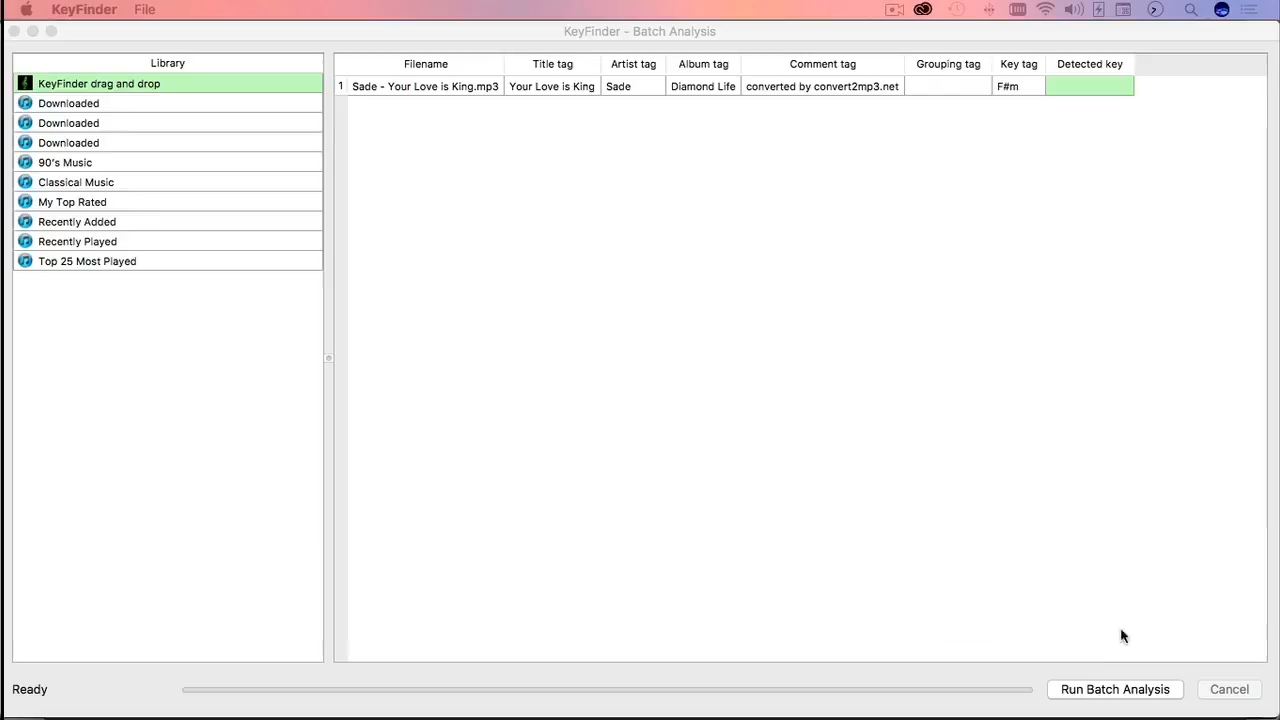 KeyFinder File
KeyFinder - Batch Analysis
Library
KeyFinder drag and drop
Downloaded
Downloaded
Downloaded
90's Music
Classical Music
My Top Rated
Recently Added
Recently Played
Top 25 Most Played
Filename Title tag Artist tag Album tag Comment tag Grouping tag Key tag Detected key
1 Sade - Your Love is King.mp3 Your Love is King Sade Diamond Life converted by convert2mp3.net F#m
Ready Run Batch Analysis Cancel